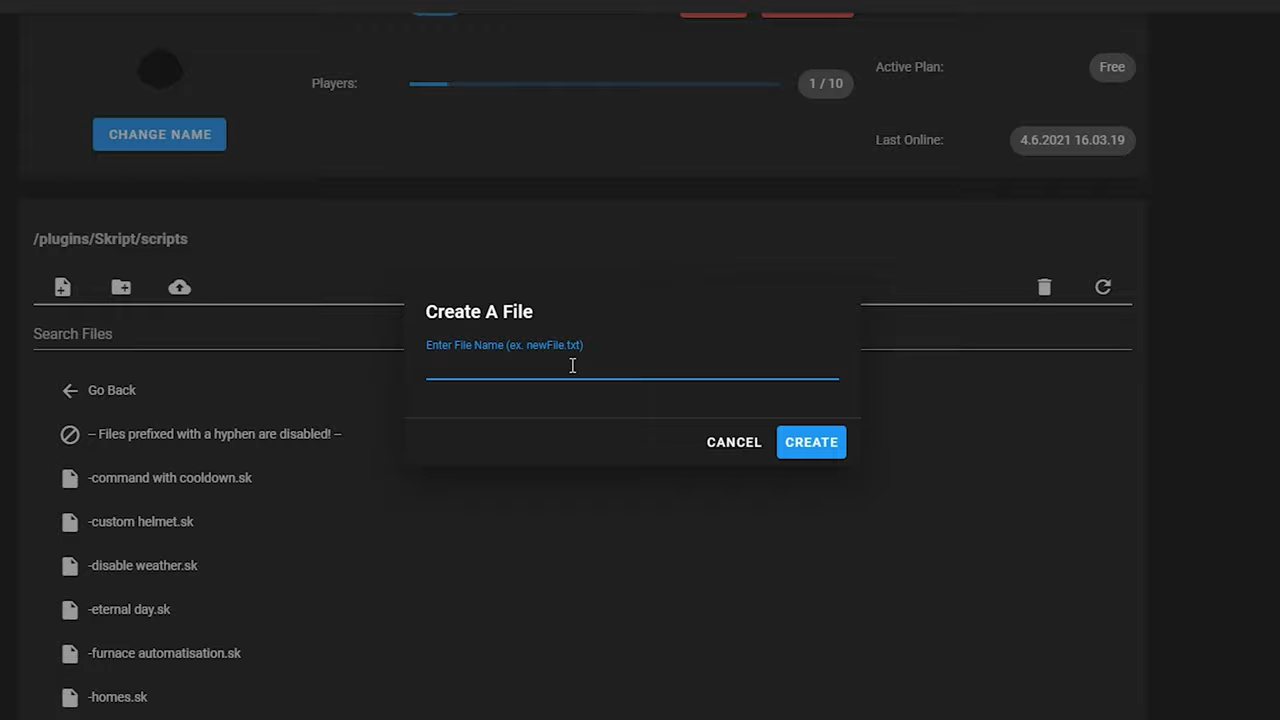 Active Plan:
Free
Players:
1 / 10
CHANGE NAME
Last Online:
4.6.2021 16.03.19
/plugins/Skript/scripts
Create A File
Search Files
Enter File Name (ex. newFile.txt)
Go Back
-- Files prefixed with a hyphen are disabled! --
CANCEL
CREATE
-command with cooldown.sk
-custom helmet.sk
-disable weather.sk
-eternal day.sk
-furnace automatisation.sk
-homes.sk